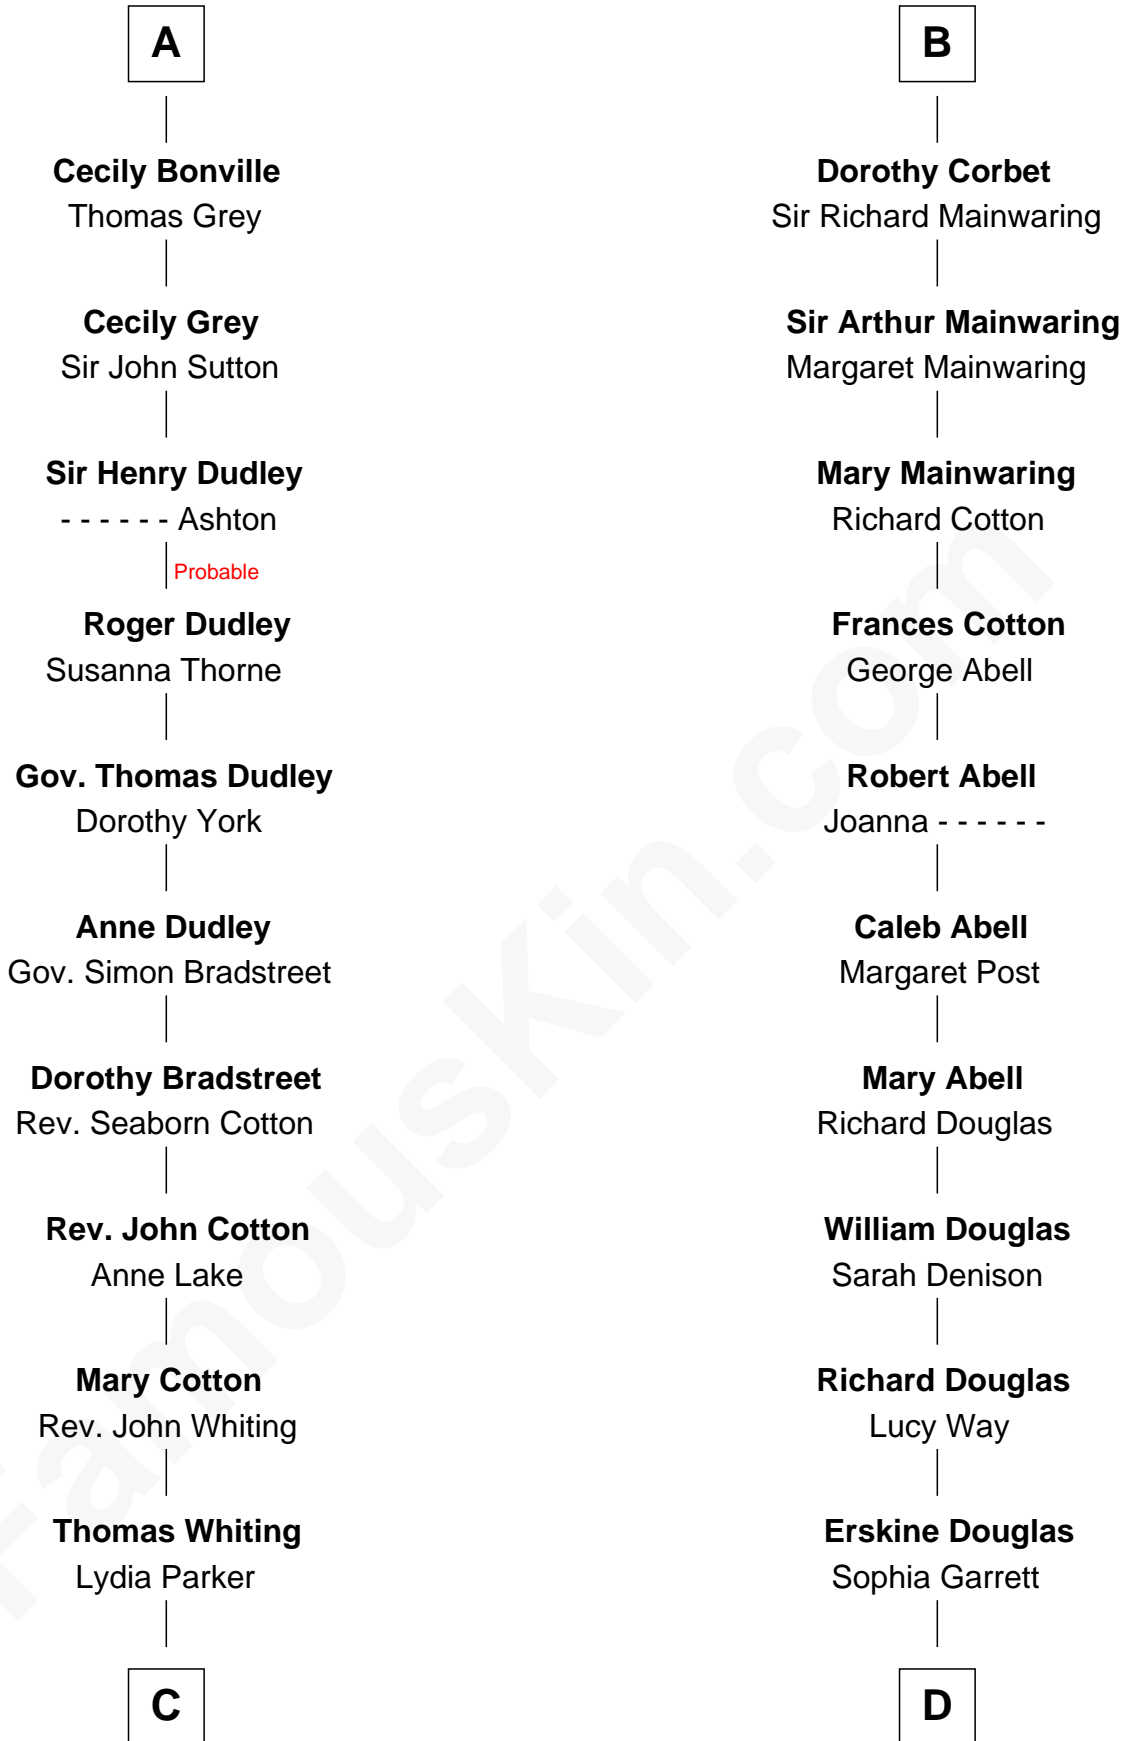 A
Cecily Bonville
Thomas Grey
Cecily Grey
Sir John Sutton
Sir Henry Dudley
- - - - - - Ashton
Probable
Roger Dudley
Susanna Thorne
Gov. Thomas Dudley
Dorothy York
Anne Dudley
Gov. Simon Bradstreet
Dorothy Bradstreet
Rev. Seaborn Cotton
Rev. John Cotton
Anne Lake
Mary Cotton
Rev. John Whiting
Thomas Whiting
Lydia Parker
C
B
Dorothy Corbet
Sir Richard Mainwaring
Sir Arthur Mainwaring
Margaret Mainwaring
Mary Mainwaring
Richard Cotton
Frances Cotton
George Abell
Robert Abell
Joanna - - - - - -
Caleb Abell
Margaret Post
Mary Abell
Richard Douglas
William Douglas
Sarah Denison
Richard Douglas
Lucy Way
Erskine Douglas
Sophia Garrett
D
FamousKin.com